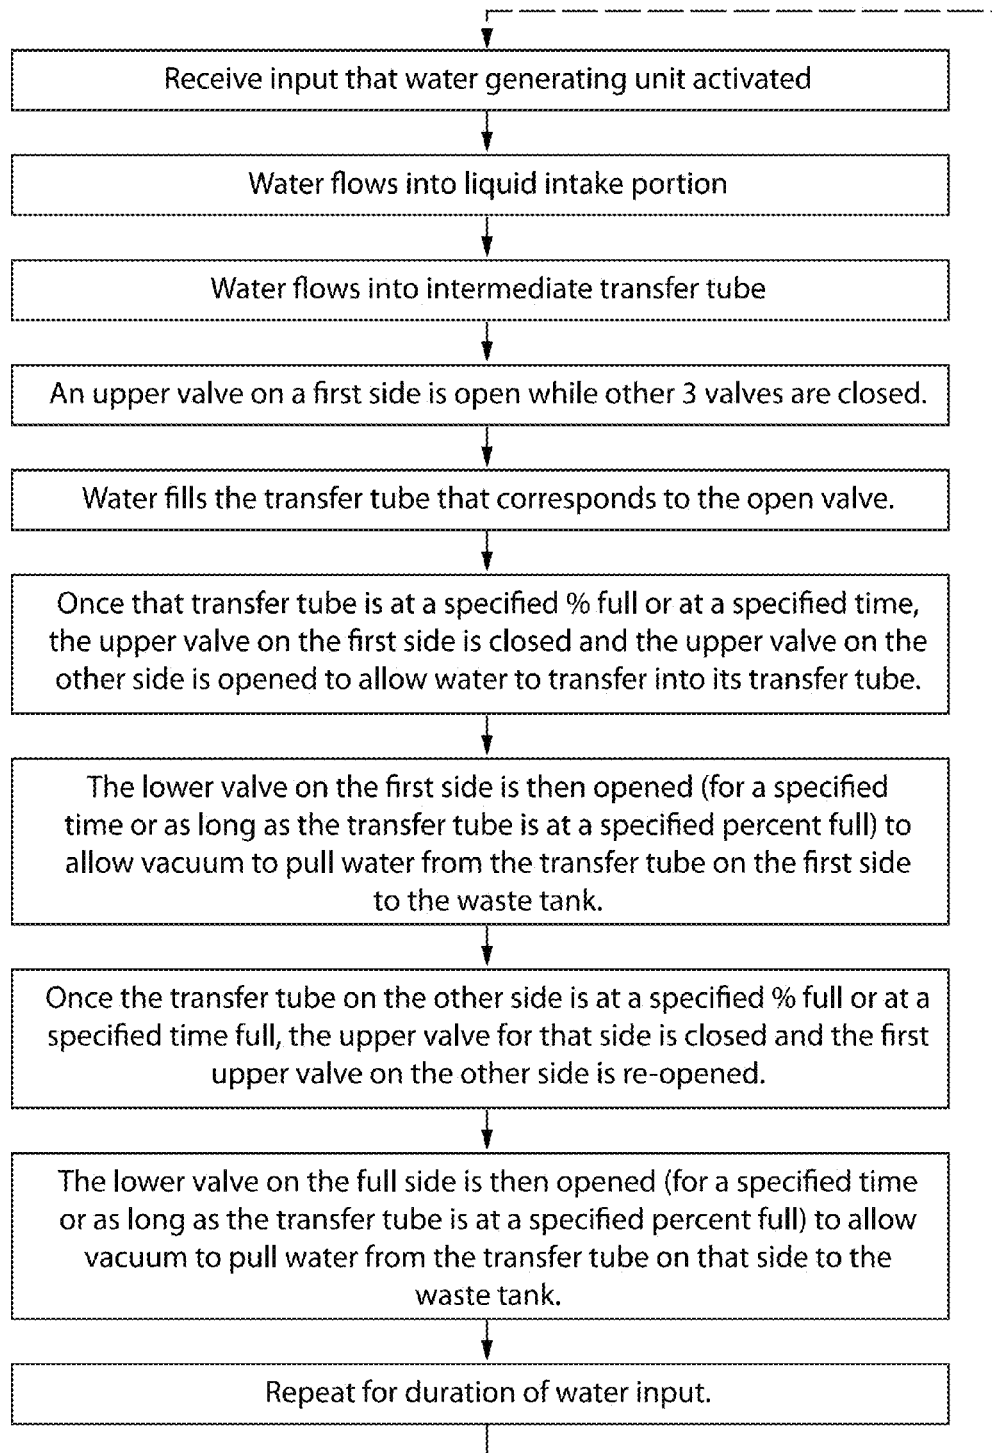 Receive input that water generating unit activated
Water flows into liquid intake portion
Water flows into intermediate transfer tube
An upper valve on a first side is open while other 3 valves are closed.
Water fills the transfer tube that corresponds to the open valve.
Once that transfer tube is at a specified % full or at a specified time,
the upper valve on the first side is closed and the upper valve on the
other side is opened to allow water to transfer into its transfer tube.
The lower valve on the first side is then opened (for a specified
time or as long as the transfer tube is at a specified percent full) to
allow vacuum to pull water from the transfer tube on the first side
to the waste tank.
Once the transfer tube on the other side is at a specified % full or at a
specified time full, the upper valve for that side is closed and the first
upper valve on the other side is re-opened.
The lower valve on the full side is then opened (for a specified time
or as long as the transfer tube is at a specified percent full) to allow
vacuum to pull water from the transfer tube on that side to the
waste tank.
Repeat for duration of water input.